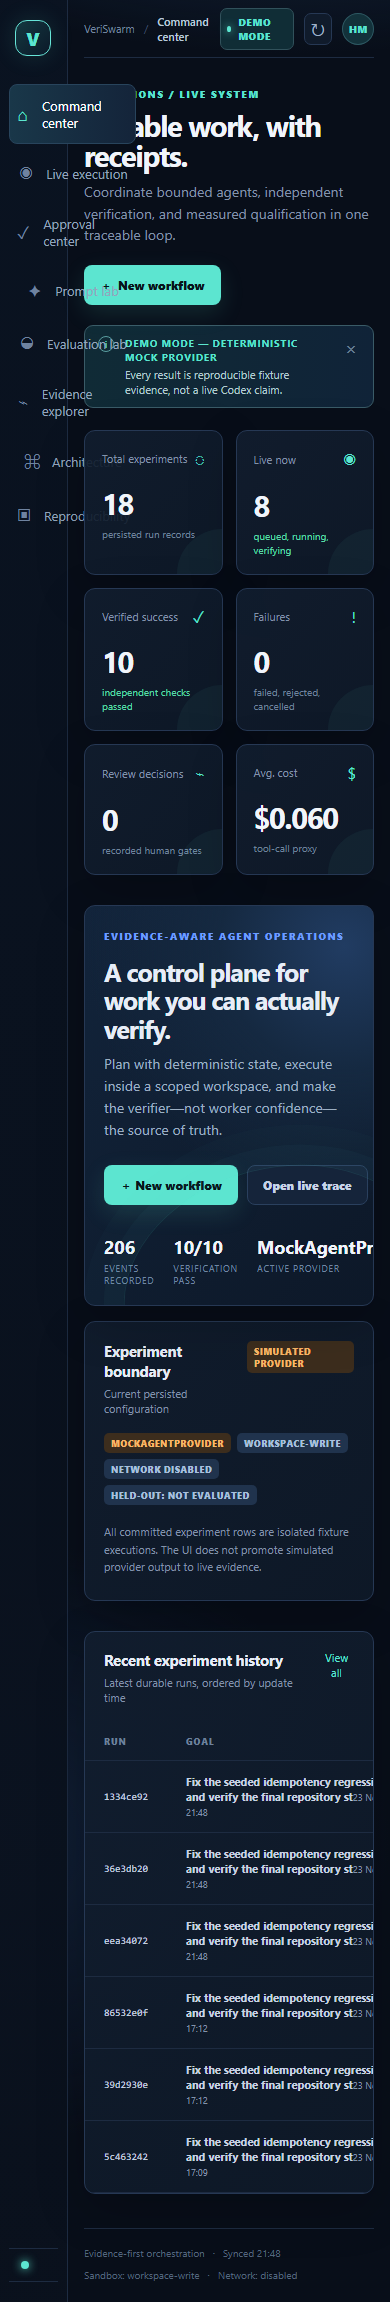 V
VeriSwarm / Command center
DEMO MODE
HM
Command center
Live execution
Approval center
Prompt lab
Evaluation lab
Evidence explorer
IONS / LIVE SYSTEM
able work, with
receipts.
Coordinate bounded agents, independent
verification, and measured qualification in one
traceable loop.
+ New workflow
DEMO MODE — DETERMINISTIC
MOCK PROVIDER
Every result is reproducible fixture
evidence, not a live Codex claim.
×
Total experiments
18
persisted run records
Live now
8
queued, running,
verifying
Verified success
10
independent checks
passed
Failures
!
0
failed, rejected,
cancelled
Review decisions
0
recorded human gates
Avg. cost
$
$0.060
tool-call proxy
EVIDENCE-AWARE AGENT OPERATIONS
A control plane for
work you can actually
verify.
Plan with deterministic state, execute
inside a scoped workspace, and make
the verifier—not worker confidence—
the source of truth.
+ New workflow
Open live trace
206
EVENTS
RECORDED
10/10
VERIFICATION
PASS
MockAgentPr
ACTIVE PROVIDER
Experiment
boundary
Current persisted
configuration
SIMULATED
PROVIDER
MOCKAGENTPROVIDER
WORKSPACE-WRITE
NETWORK DISABLED
HELD-OUT: NOT EVALUATED
All committed experiment rows are isolated fixture
executions. The UI does not promote simulated
provider output to live evidence.
Recent experiment history
View all
Latest durable runs, ordered by update
time
RUN GOAL
1334ce92
Fix the seeded idempotency regressi
and verify the final repository st23 N
21:48
36e3db20
Fix the seeded idempotency regressi
and verify the final repository st23 N
21:48
eea34072
Fix the seeded idempotency regressi
and verify the final repository st23 N
21:48
86532e0f
Fix the seeded idempotency regressi
and verify the final repository st23 N
17:12
39d2930e
Fix the seeded idempotency regressi
and verify the final repository st23 N
17:12
5c463242
Fix the seeded idempotency regressi
and verify the final repository st23 N
17:09
Evidence-first orchestration · Synced 21:48
Sandbox: workspace-write · Network: disabled